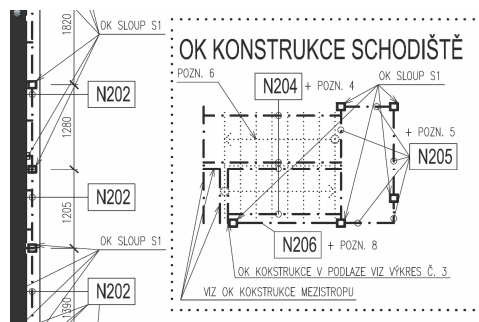 1820
OK SLOUP S1
N202
1280
N202
1205
OK SLOUP S1
N202
1390
OK KONSTRUKCE SCHODIŠTĚ
POZN. 6
N204 + POZN. 4
OK SLOUP S1
+ POZN. 5
N205
N206 + POZN. 8
OK KOKSTRUKCE V PODLAZE VIZ VÝKRES Č. 3
VIZ OK KOKSTRUKCE MEZISTROPU